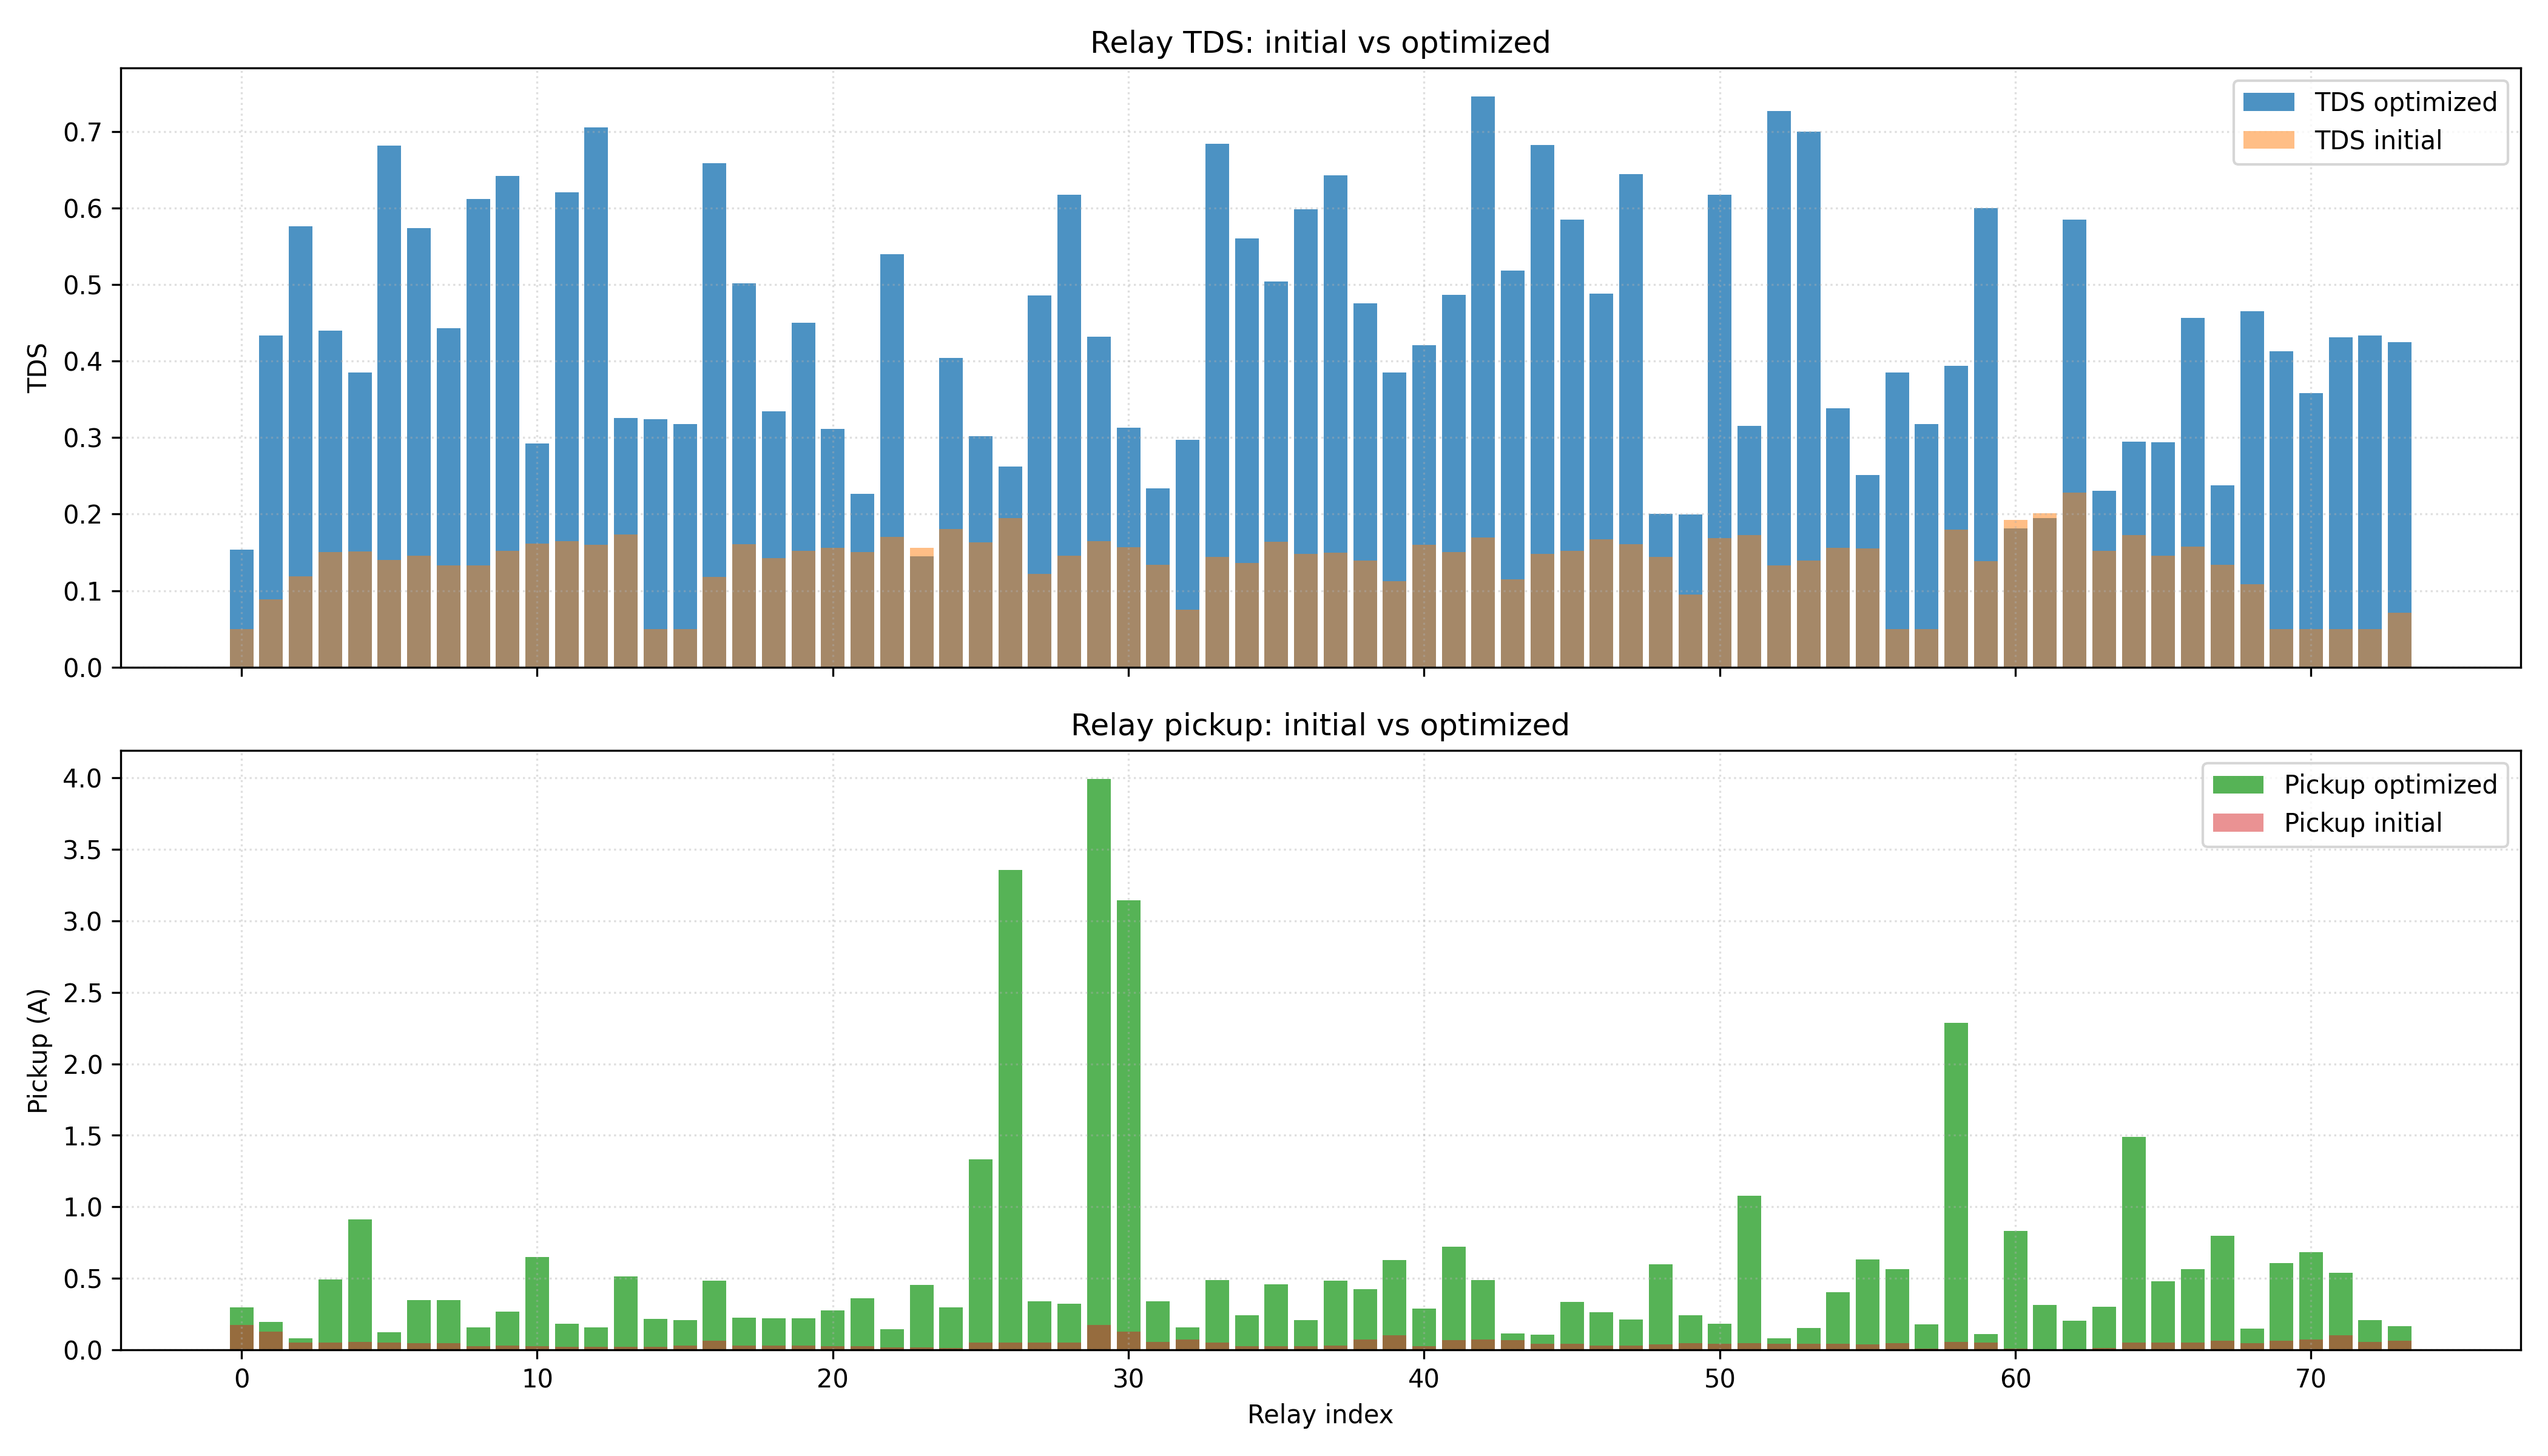 Relay TDS: initial vs optimized
TDS optimized
TDS initial
TDS
0.7
0.6
0.5
0.4
0.3
0.2
0.1
0.0
Relay pickup: initial vs optimized
Pickup optimized
Pickup initial
Pickup (A)
4.0
3.5
3.0
2.5
2.0
1.5
1.0
0.5
0.0
0 10 20 30 40 50 60 70
Relay index